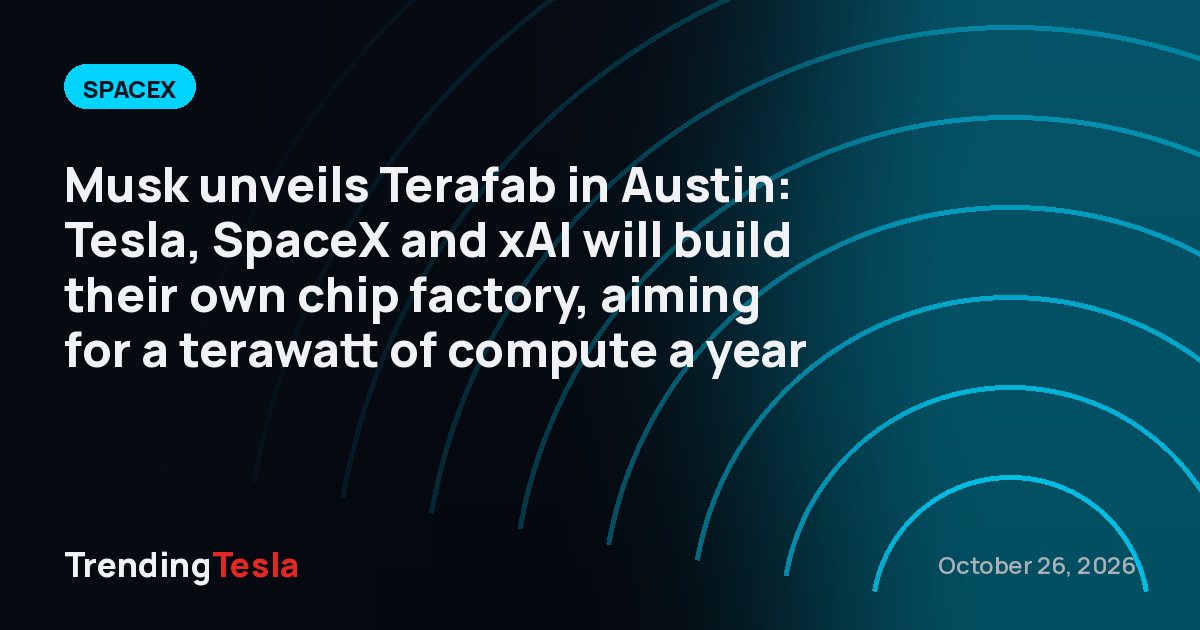 SPACEX
Musk unveils Terafab in Austin:
Tesla, SpaceX and xAI will build
their own chip factory, aiming
for a terawatt of compute a year
TrendingTesla
October 26, 2026